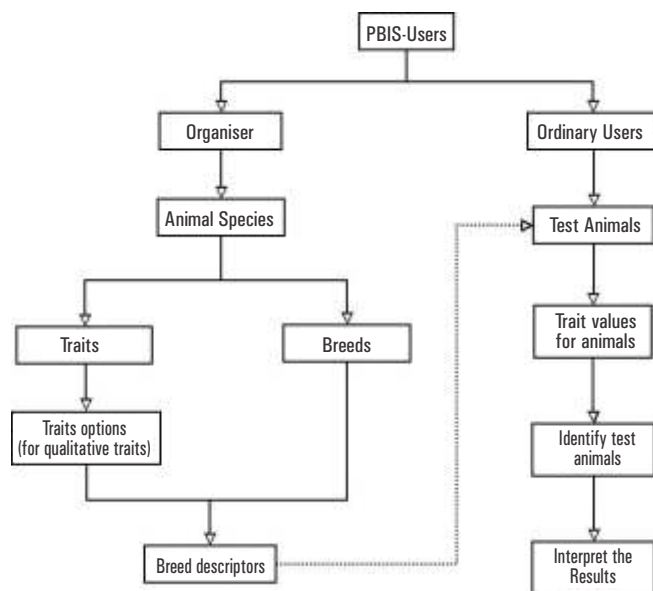 PBIS-Users
Organiser
Ordinary Users
Animal Species
Test Animals
Traits
Breeds
Trait values
for animals
Traits options
(for qualitative traits)
Identify test
animals
Breed descriptors
Interpret the
Results